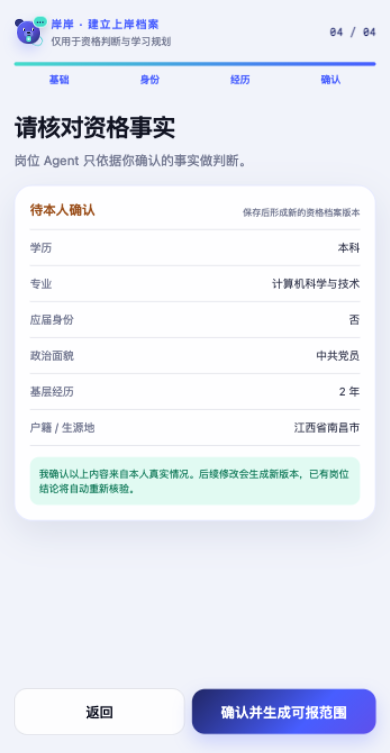 岸岸 · 建立上岸档案
仅用于资格判断与学习规划
04 / 04
基础 身份 经历 确认
请核对资格事实
岗位 Agent 只依据你确认的事实做判断。
待本人确认 保存后形成新的资格档案版本
学历 本科
专业 计算机科学与技术
应届身份 否
政治面貌 中共党员
基层经历 2 年
户籍 / 生源地 江西省南昌市
我确认以上内容来自本人真实情况。后续修改会生成新版本，已有岗位
结论将自动重新核验。
返回 确认并生成可报范围